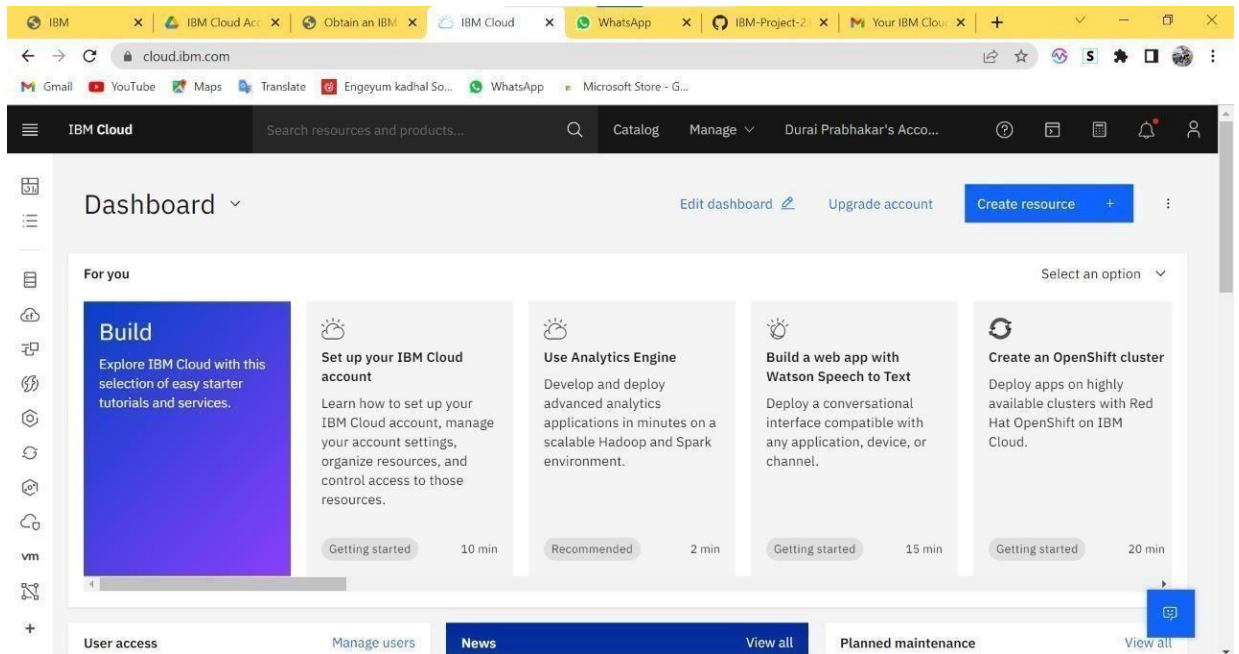 IBM
IBM Cloud Acc
Obtain an IBM
IBM Cloud
WhatsApp
IBM-Project-2
Your IBM Clou
cloud.ibm.com
Gmail
YouTube
Maps
Translate
Engeyum kadhal So...
WhatsApp
Microsoft Store - G...
IBM Cloud
Search resources and products...
Catalog
Manage
Durai Prabhakar's Acco...
Dashboard
Edit dashboard
Upgrade account
Create resource +
For you
Select an option
Build
Explore IBM Cloud with this
selection of easy starter
tutorials and services.
Set up your IBM Cloud
account
Learn how to set up your
IBM Cloud account, manage
your account settings,
organize resources, and
control access to those
resources.
Getting started
10 min
Use Analytics Engine
Develop and deploy
advanced analytics
applications in minutes on a
scalable Hadoop and Spark
environment.
Recommended
2 min
Build a web app with
Watson Speech to Text
Deploy a conversational
interface compatible with
any application, device, or
channel.
Getting started
15 min
Create an OpenShift cluster
Deploy apps on highly
available clusters with Red
Hat OpenShift on IBM
Cloud.
Getting started
20 min
vm
User access
Manage users
News
View all
Planned maintenance
View all